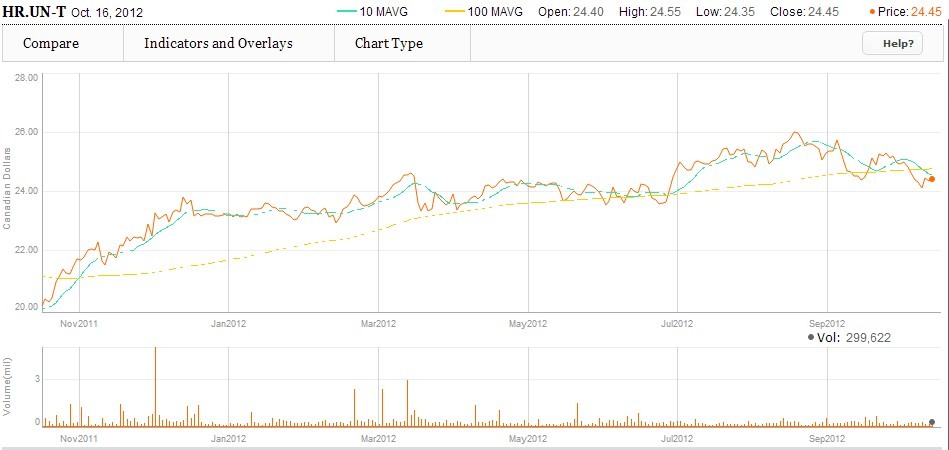 HR.UN-T Oct. 16, 2012 10 MAVG 100 MAVG Open: 24.40 High: 24.55 Low: 24.35 Close: 24.45 Price: 24.45
Compare Indicators and Overlays Chart Type Help?
28.00
26.00
24.00
22.00
20.00
Canadian Dollars
Nov2011 Jan2012 Mar2012 May2012 Jul2012 Sep2012
Vol: 299,622
3
0
Volume(mil)
Nov2011 Jan2012 Mar2012 May2012 Jul2012 Sep2012